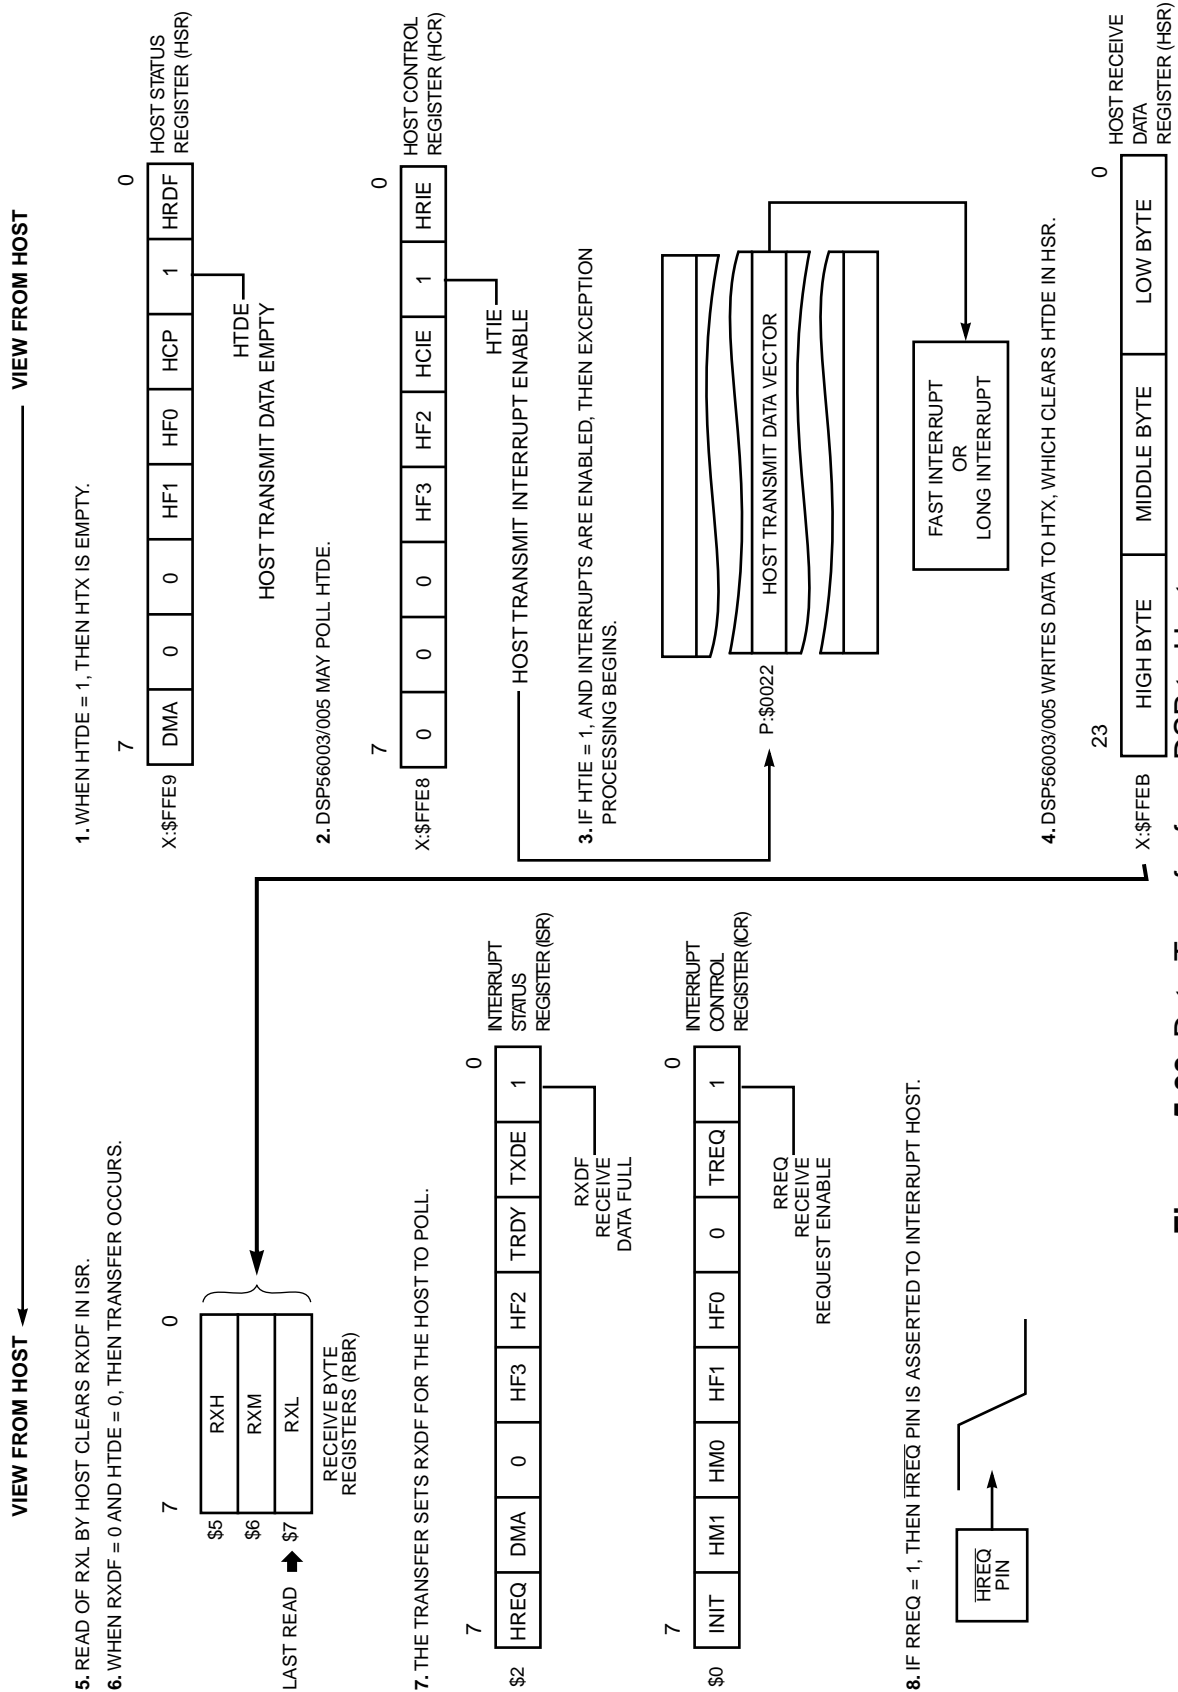 VIEW FROM HOST
VIEW FROM HOST
5. READ OF RXL BY HOST CLEARS RXDF IN ISR.
6. WHEN RXDF = 0 AND HTDE = 0, THEN TRANSFER OCCURS.
7 0
$5 RXH
$6 RXM
LAST READ $7 RXL
RECEIVE BYTE
REGISTERS (RBR)
7. THE TRANSFER SETS RXDF FOR THE HOST TO POLL.
7 0
$2 HREQ DMA 0 HF3 HF2 TRDY TXDE 1
INTERRUPT
STATUS
REGISTER (ISR)
RXDF
RECEIVE
DATA FULL
7 0
$0 INIT HM1 HM0 HF1 HF0 0 TREQ 1
INTERRUPT
CONTROL
REGISTER (ICR)
RREQ
RECEIVE
REQUEST ENABLE
8. IF RREQ = 1, THEN HREQ PIN IS ASSERTED TO INTERRUPT HOST.
HREQ
PIN
1. WHEN HTDE = 1, THEN HTX IS EMPTY.
7 0
X:$FFE9 DMA 0 0 HF1 HF0 HCP 1 HRDF
HOST STATUS
REGISTER (HSR)
HTDE
HOST TRANSMIT DATA EMPTY
2. DSP56003/005 MAY POLL HTDE.
7 0
X:$FFE8 0 0 0 HF3 HF2 HCIE 1 HRIE
HOST CONTROL
REGISTER (HCR)
HTIE
HOST TRANSMIT INTERRUPT ENABLE
3. IF HTIE = 1, AND INTERRUPTS ARE ENABLED, THEN EXCEPTION
PROCESSING BEGINS.
P:$0022 HOST TRANSMIT DATA VECTOR
FAST INTERRUPT
OR
LONG INTERRUPT
4. DSP56003/005 WRITES DATA TO HTX, WHICH CLEARS HTDE IN HSR.
23 0
X:$FFEB HIGH BYTE MIDDLE BYTE LOW BYTE
HOST RECEIVE
DATA
REGISTER (HSR)